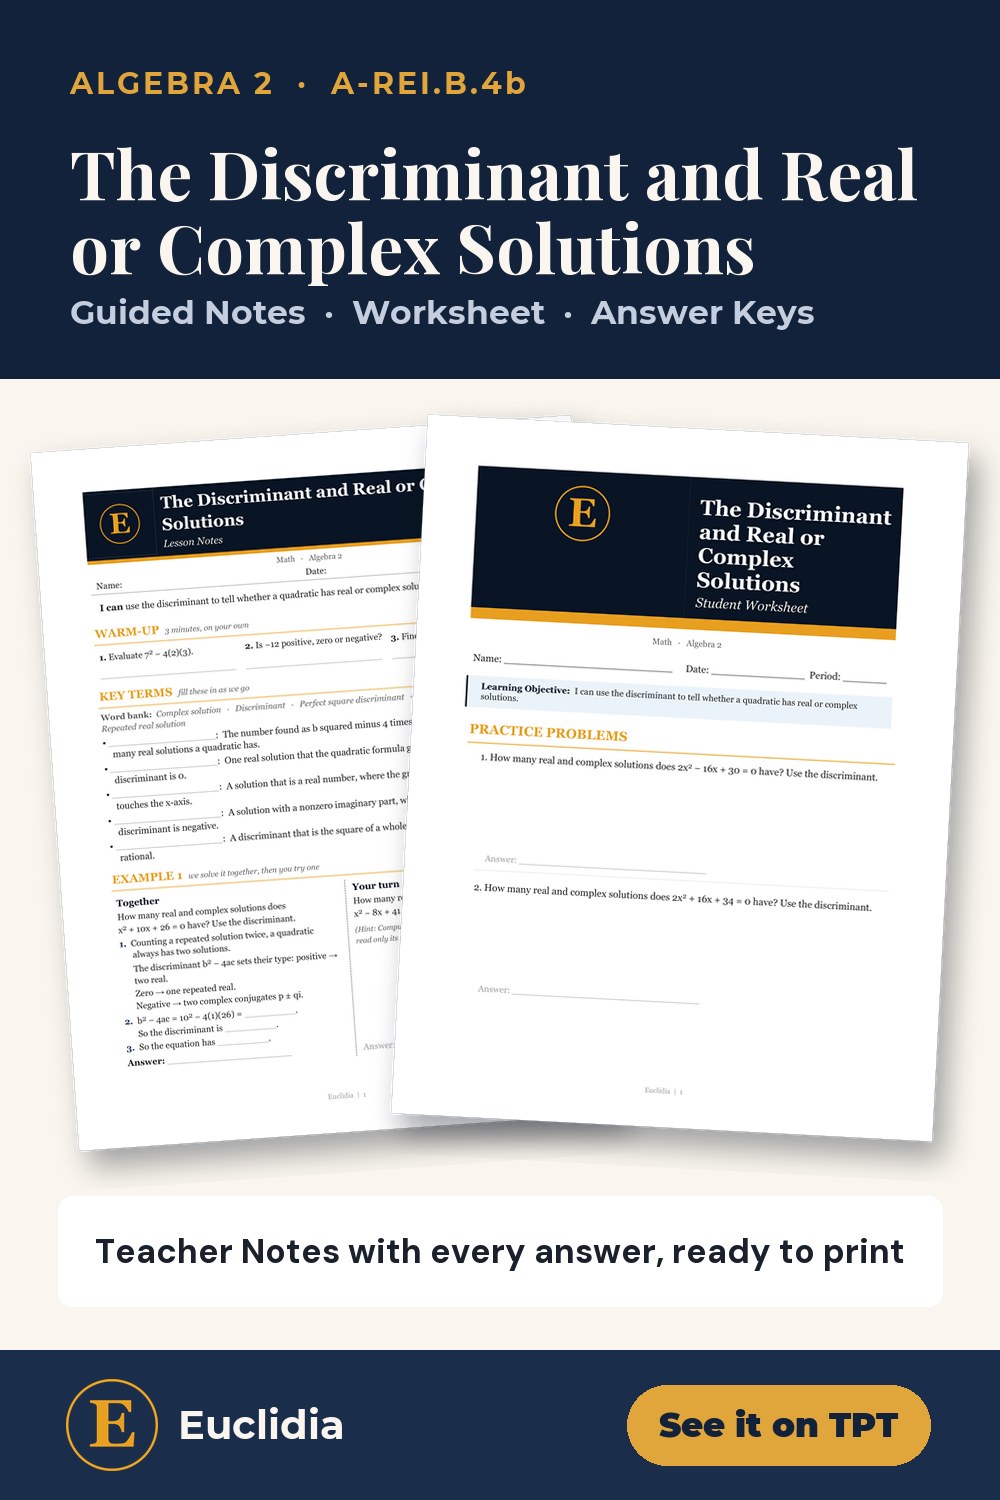 ALGEBRA 2 · A-REI.B.4b
The Discriminant and Real
or Complex Solutions
Guided Notes · Worksheet · Answer Keys
E
The Discriminant and Real or
Solutions
Lesson Notes
Math · Algebra 2
Name:
Date:
I can use the discriminant to tell whether a quadratic has real or complex
WARM-UP 3 minutes, on your own
1. Evaluate 7² − 4(2)(3).
2. Is −12 positive, zero or negative?
3.
KEY TERMS fill these in as we go
Word bank: Complex solution · Discriminant · Perfect square discriminant ·
Repeated real solution
• : The number found as b squared minus 4 times
many real solutions a quadratic has.
• : One real solution that the quadratic formula
discriminant is 0.
• : A solution that is a real number, where the
touches the x-axis.
• : A solution with a nonzero imaginary part,
discriminant is negative.
• : A discriminant that is the square of a whole
rational.
EXAMPLE 1 we solve it together, then you try one
Together
How many real and complex solutions does
x² + 10x + 26 = 0 have? Use the discriminant.
1. Counting a repeated solution twice, a quadratic
always has two solutions.
The discriminant b² − 4ac sets their type: positive →
two real.
Zero → one repeated real.
Negative → two complex conjugates p ± qi.
2. b² − 4ac = 10² − 4(1)(26) = .
So the discriminant is .
3. So the equation has .
Answer:
Your turn
How many
x² − 8x + 41
(Hint:
read only its
Answer:
Euclidia | 1
E
The Discriminant
and Real or
Complex
Solutions
Student Worksheet
Math · Algebra 2
Name: Date: Period:
Learning Objective: I can use the discriminant to tell whether a quadratic has real or complex
solutions.
PRACTICE PROBLEMS
1. How many real and complex solutions does 2x² − 16x + 30 = 0 have? Use the discriminant.
Answer:
2. How many real and complex solutions does 2x² + 16x + 34 = 0 have? Use the discriminant.
Answer:
Euclidia | 1
Teacher Notes with every answer, ready to print
E
Euclidia
See it on TPT